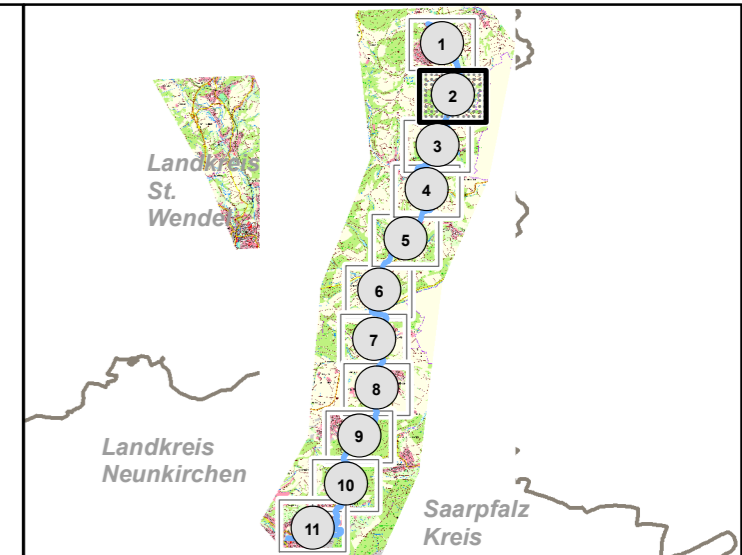 1
2
3
4
5
6
7
8
9
10
11
Landkreis
St.
Wendel
Landkreis
Neunkirchen
Saarpfalz
Kreis